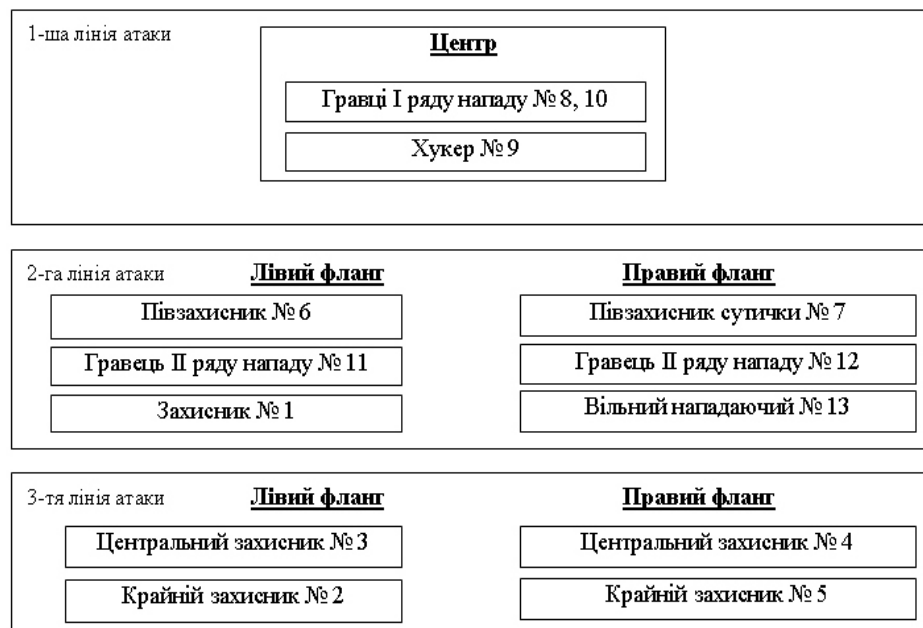 1-ша лінія атаки
Центр
Гравці І ряду нападу № 8, 10
Хукер № 9
2-га лінія атаки
Лівий фланг
Правий фланг
Півзахисник № 6
Півзахисник сутички № 7
Гравець ІІ ряду нападу № 11
Гравець ІІ ряду нападу № 12
Захисник № 1
Вільний нападаючий № 13
3-тя лінія атаки
Лівий фланг
Правий фланг
Центральний захисник № 3
Центральний захисник № 4
Крайній захисник № 2
Крайній захисник № 5